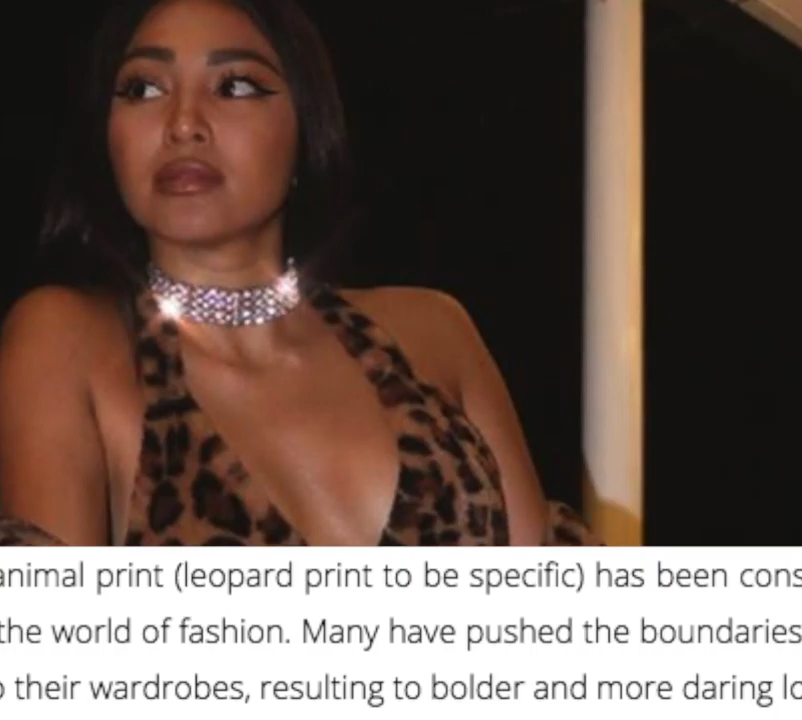 animal print (leopard print to be specific) has been cons
the world of fashion. Many have pushed the boundaries
o their wardrobes, resulting to bolder and more daring lo